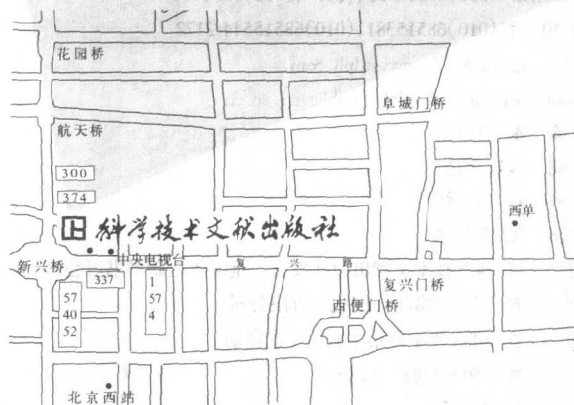 花园桥
阜城门桥
航天桥
300
374
西单
科学技术文献出版社
中央电视台
新兴桥
复兴路
337
复兴门桥
57
40
52
1
57
4
西便门桥
北京西站